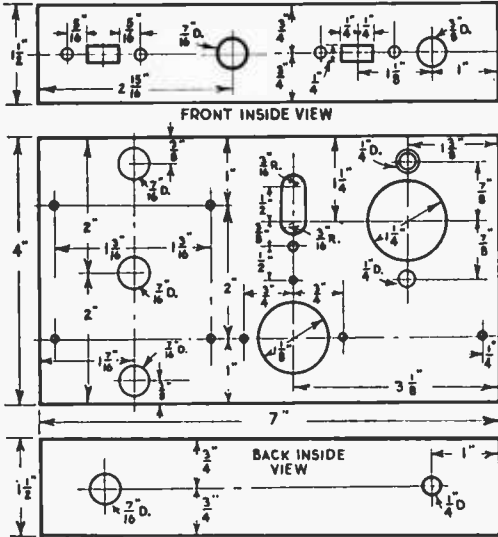 5/16" 5/16" 7/16" D. 3/4" 1/4" 1/4" 3/8" D.
1 1/2" 2 15/16" 3/4" 1/4" 1 1/8" 1"
FRONT INSIDE VIEW
3/8" 3/16" R. 1/4" D. 1 3/8"
7/16" D. 1" 1 1/4" 7/8"
1/2"
4" 2" 1 3/16" 1 3/16" 3/8" 3/16" R. 1 1/4" 7/8"
7/16" D. 2" 1/2" 1/4" D.
2" 3/4" 3/4"
1 7/16" 7/16" D. 1 1/8" 1/4"
3/8" 1" 3 1/8"
7"
1 1/2" 3/4" BACK INSIDE 1"
VIEW
7/16" D. 3/4" 1/4 D